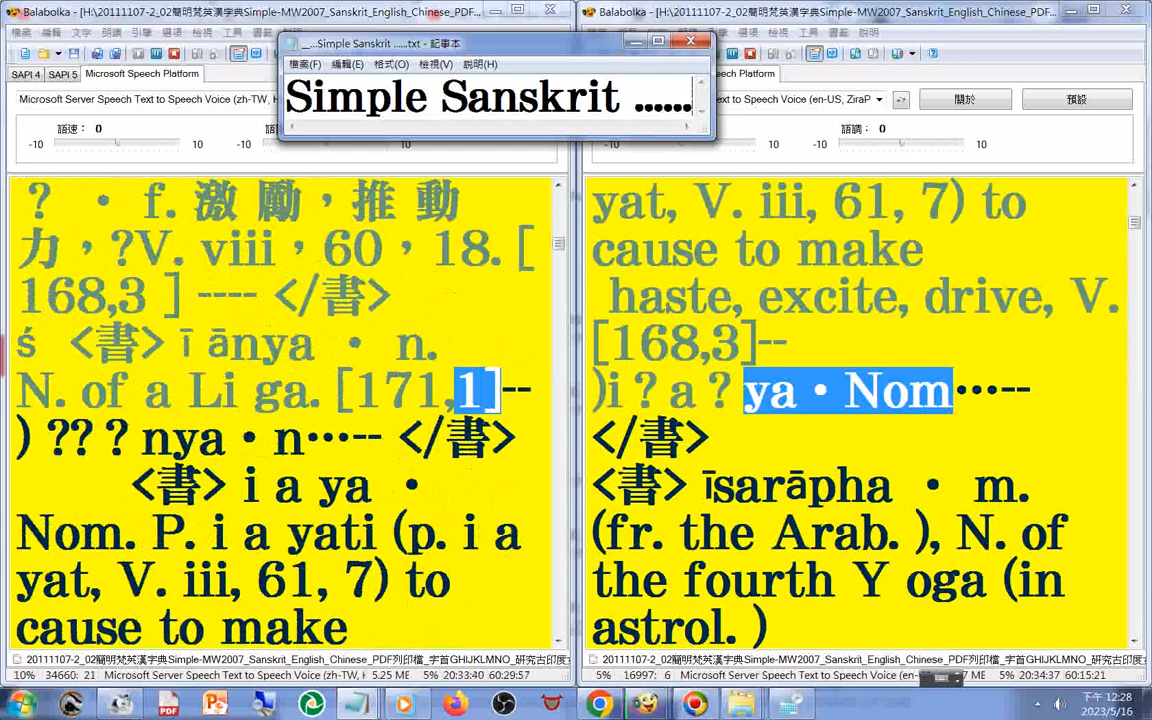 Balabolka - [H:\20111107-2_02簡明梵英漢字典Simple-MW2007_Sanskrit_English_Chinese_PDF...
Balabolka - [H:\20111107-2_02簡明梵英漢字典Simple-MW2007_Sanskrit_English_Chinese_PDF...
__...Simple Sanskrit ......txt - 記事本
檔案(F) 編輯(E) 格式(O) 檢視(V) 說明(H)
Simple Sanskrit ......
SAPI 4 SAPI 5 Microsoft Speech Platform
Speech Platform
Microsoft Server Speech Text to Speech Voice (zh-TW, H
xt to Speech Voice (en-US, ZiraP
關於 預設
語速: 0
-10 10
語調: 0
-10 10
? • f. 激 勵，推 動
力，?V. viii，60，18. [
168,3 ] ---- </書>
ś <書> ī ānya • n.
N. of a Li ga. [171,1]--
) ?? ? nya • n…-- </書>
<書> i a ya •
Nom. P. i a yati (p. i a
yat, V. iii, 61, 7) to
cause to make
yat, V. iii, 61, 7) to
cause to make
haste, excite, drive, V.
[168,3]--
)i ? a ? ya • Nom…--
</書>
<書> īsarāpha • m.
(fr. the Arab. ), N. of
the fourth Y oga (in
astrol. )
20111107-2_02簡明梵英漢字典Simple-MW2007_Sanskrit_English_Chinese_PDF列印檔_字首GHIJKLMNO_研究古印度
20111107-2_02簡明梵英漢字典Simple-MW2007_Sanskrit_English_Chinese_PDF列印檔_字首GHIJKLMNO_研究古印度
10% 34660: 21 Microsoft Server Speech Text to Speech Voice (zh-TW, 5.25 ME 20:33:40 60:29:57
5% 16997: 6 Microsoft Server Speech Text to Speech Voice ME 20:34:37 60:15:21
下午 12:28
2023/5/16